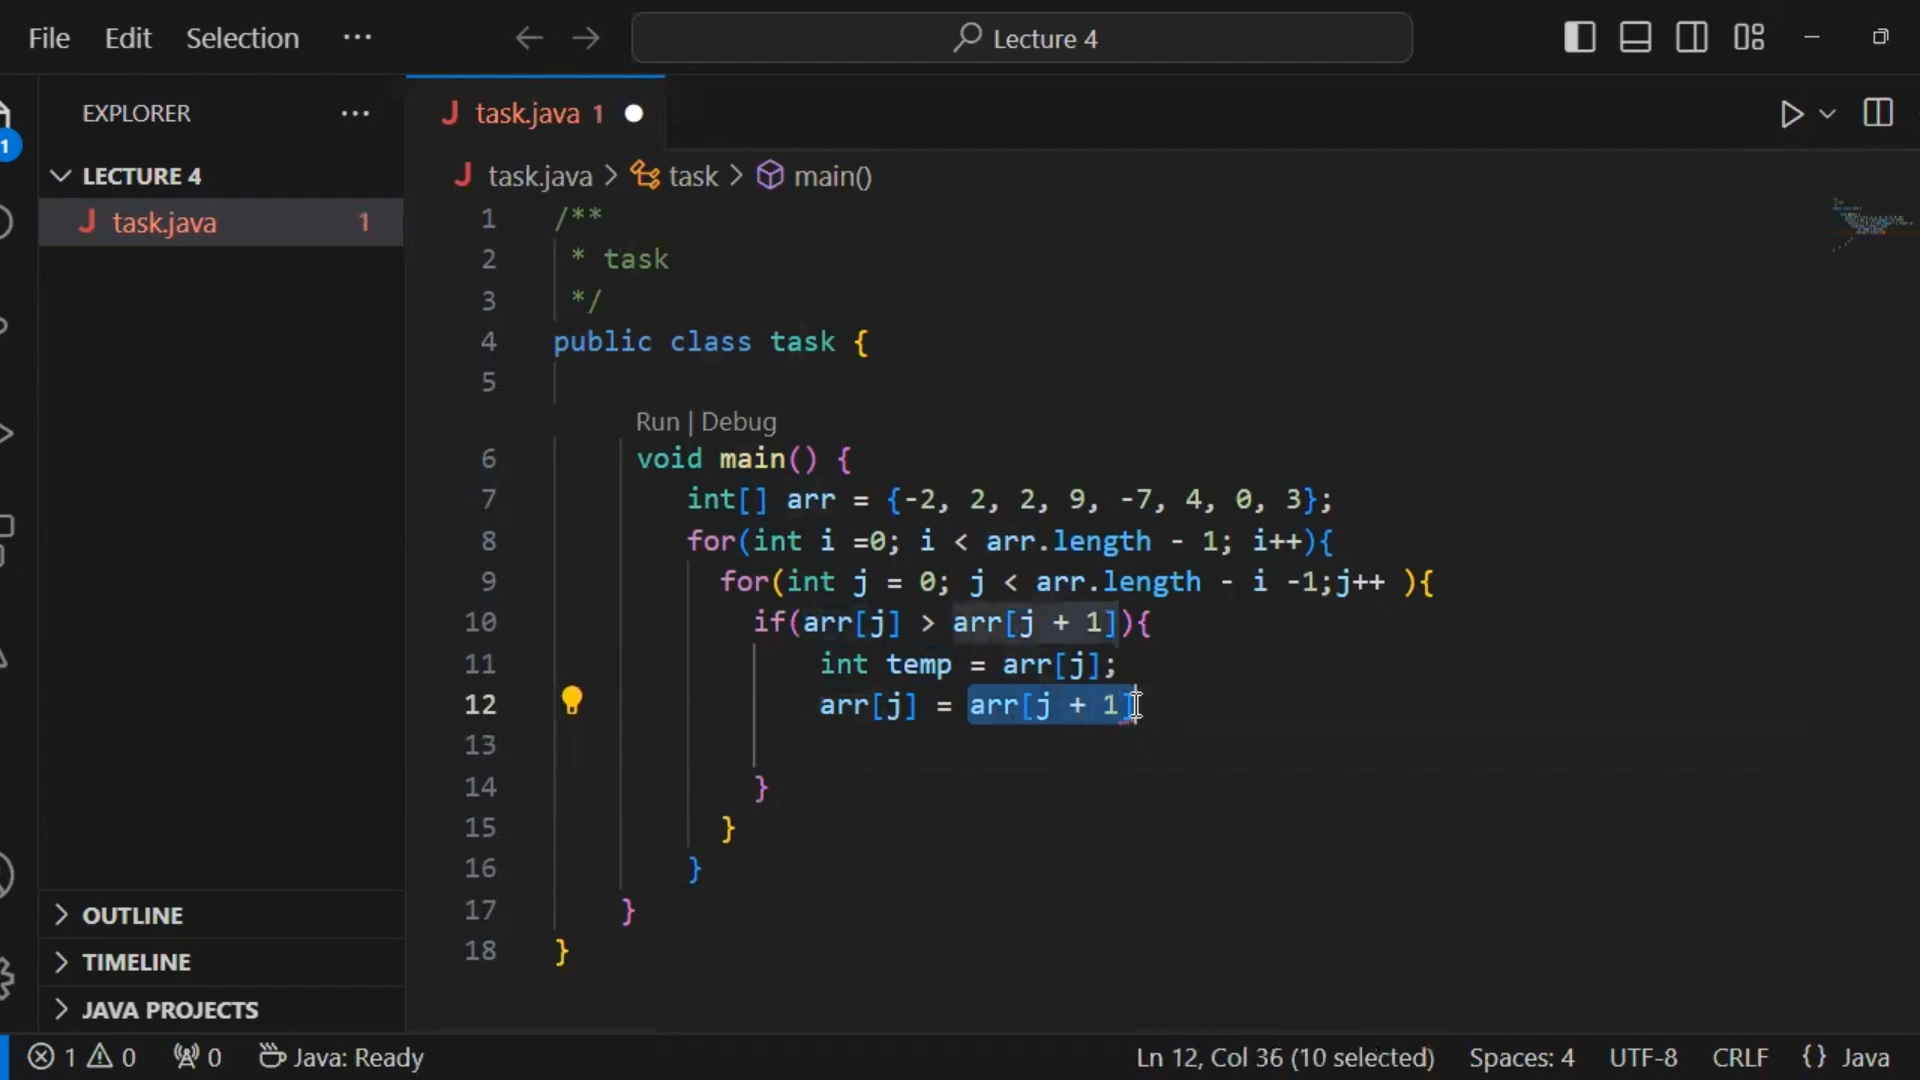 File Edit Selection ··· Lecture 4
EXPLORER ···
1
LECTURE 4
task.java 1
OUTLINE
TIMELINE
JAVA PROJECTS
task.java 1
task.java > task > main()
1 /**
2 * task
3 */
4 public class task {
5
Run | Debug
6 void main() {
7 int[] arr = {-2, 2, 2, 9, -7, 4, 0, 3};
8 for(int i =0; i < arr.length - 1; i++){
9 for(int j = 0; j < arr.length - i -1;j++ ){
10 if(arr[j] > arr[j + 1]){
11 int temp = arr[j];
12 arr[j] = arr[j + 1]
13
14 }
15 }
16 }
17 }
18 }
1 0 0 Java: Ready Ln 12, Col 36 (10 selected) Spaces: 4 UTF-8 CRLF {} Java